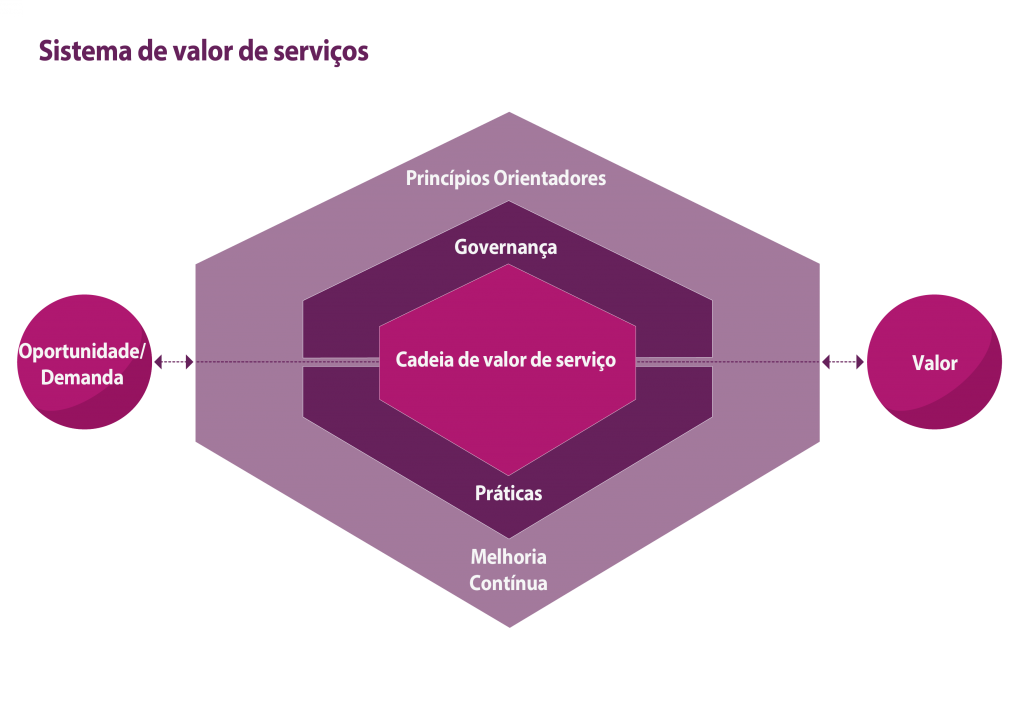 Sistema de valor de serviços
Princípios Orientadores
Governança
Oportunidade/
Demanda
Cadeia de valor de serviço
Valor
Práticas
Melhoria
Contínua